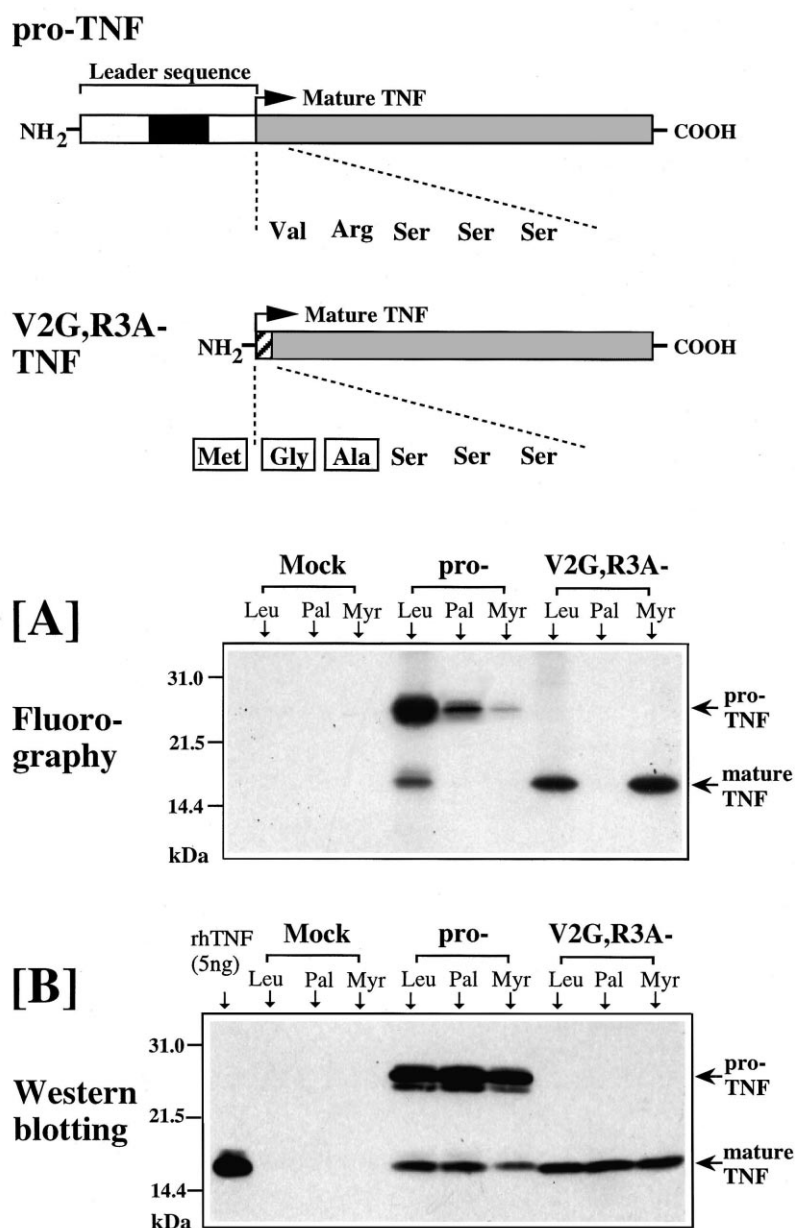 pro-TNF
Leader sequence
Mature TNF
NH2
COOH
Val Arg Ser Ser Ser
V2G,R3A-
TNF
Mature TNF
NH2
COOH
Met Gly Ala Ser Ser Ser
[A]
Fluoro-
graphy
Mock pro- V2G,R3A-
Leu Pal Myr Leu Pal Myr Leu Pal Myr
31.0
21.5
14.4
kDa
pro-
TNF
mature
TNF
[B]
Western
blotting
rhTNF
(5ng)
Mock pro- V2G,R3A-
Leu Pal Myr Leu Pal Myr Leu Pal Myr
31.0
21.5
14.4
kDa
pro-
TNF
mature
TNF